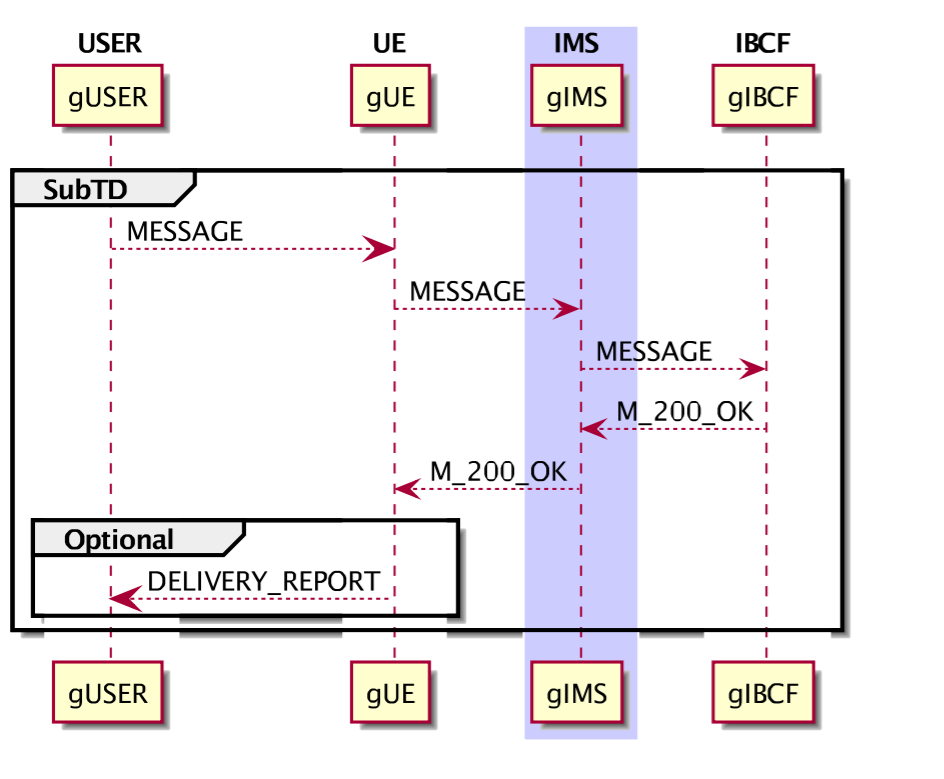 USER UE IMS IBCF
gUSER gUE gIMS gIBCF
SubTD
MESSAGE
MESSAGE
MESSAGE
M_200_OK
M_200_OK
Optional
DELIVERY_REPORT
gUSER gUE gIMS gIBCF